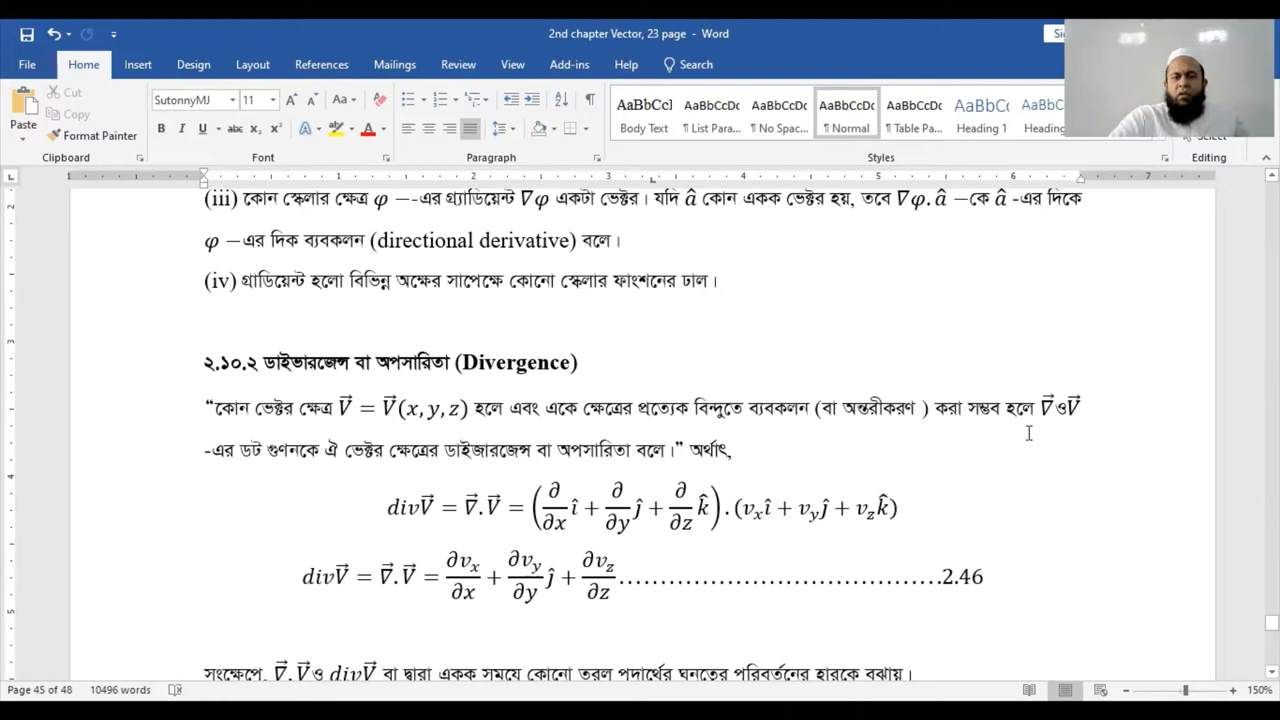 2nd chapter Vector, 23 page - Word
File Home Insert Design Layout References Mailings Review View Add-ins Help Search
Paste Cut Copy Format Painter
Clipboard
SutonnyMJ 11
Font
Paragraph
AaBbCcl AaBbCcDc AaBbCcDc AaBbCcDc AaBbCcDc AaBbCcD
Body Text ¶ List Para... ¶ No Spac... ¶ Normal ¶ Table Pa... Heading 1
Styles
Editing
(iii) কোন স্কেলার ক্ষেত্র φ −-এর গ্র্যাডিয়েন্ট ∇φ একটা ভেক্টর। যদি â কোন একক ভেক্টর হয়, তবে ∇φ. â −কে â -এর দিকে
φ −এর দিক ব্যবকলন (directional derivative) বলে।
(iv) গ্রাডিয়েন্ট হলো বিভিন্ন অক্ষের সাপেক্ষে কোনো স্কেলার ফাংশনের ঢাল।
২.১০.২ ডাইভারজেন্স বা অপসারিতা (Divergence)
“কোন ভেক্টর ক্ষেত্র V⃗ = V⃗(x, y, z) হলে এবং একে ক্ষেত্রের প্রত্যেক বিন্দুতে ব্যবকলন (বা অন্তরীকরণ ) করা সম্ভব হলে ∇⃗ওV⃗
-এর ডট গুণনকে ঐ ভেক্টর ক্ষেত্রের ডাইজারজেন্স বা অপসারিতা বলে।” অর্থাৎ,
divV⃗ = ∇⃗.V⃗ = (∂/∂x î + ∂/∂y ĵ + ∂/∂z k̂) . (vₓî + v_yĵ + v_zk̂)
divV⃗ = ∇⃗.V⃗ = ∂vₓ/∂x + ∂v_y/∂y ĵ + ∂v_z/∂z ........................................2.46
সংক্ষেপে, ∇⃗.V⃗ও divV⃗ বা দ্বারা একক সময়ে কোনো তরল পদার্থের ঘনত্বের পরিবর্তনের হারকে বুঝায়।
Page 45 of 48 10496 words 150%